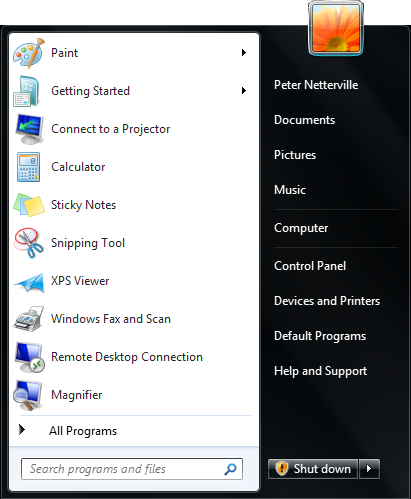 Paint
Getting Started
Connect to a Projector
Calculator
Sticky Notes
Snipping Tool
XPS Viewer
Windows Fax and Scan
Remote Desktop Connection
Magnifier
All Programs
Search programs and files
Peter Netterville
Documents
Pictures
Music
Computer
Control Panel
Devices and Printers
Default Programs
Help and Support
Shut down